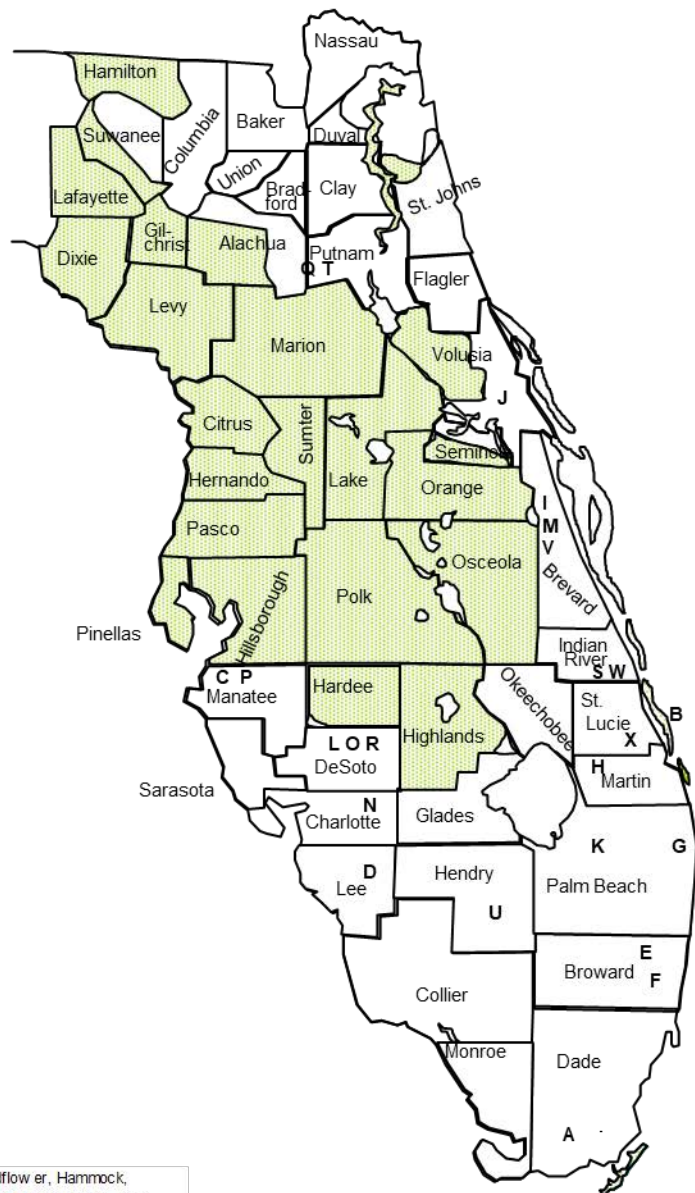 Nassau
Hamilton
Baker
Duval
Suwanee
Columbia
Union
Brad-
ford
Clay
St. Johns
Lafayette
Gil-
christ
Alachua
Putnam
Dixie
Q T
Flagler
Levy
Marion
Volusia
J
Citrus
Sumter
Seminole
Hernando
Lake
Orange
I
M
V
Pasco
Osceola
Brevard
Polk
Hillsborough
Pinellas
Indian
River
S W
C P
Manatee
Hardee
Okeechobee
St.
Lucie
B
X
Highlands
L O R
DeSoto
H
Martin
Sarasota
N
Charlotte
Glades
K
G
D
Lee
Hendry
Palm Beach
U
E
Broward
F
Collier
Monroe
Dade
A
dflower, Hammock,